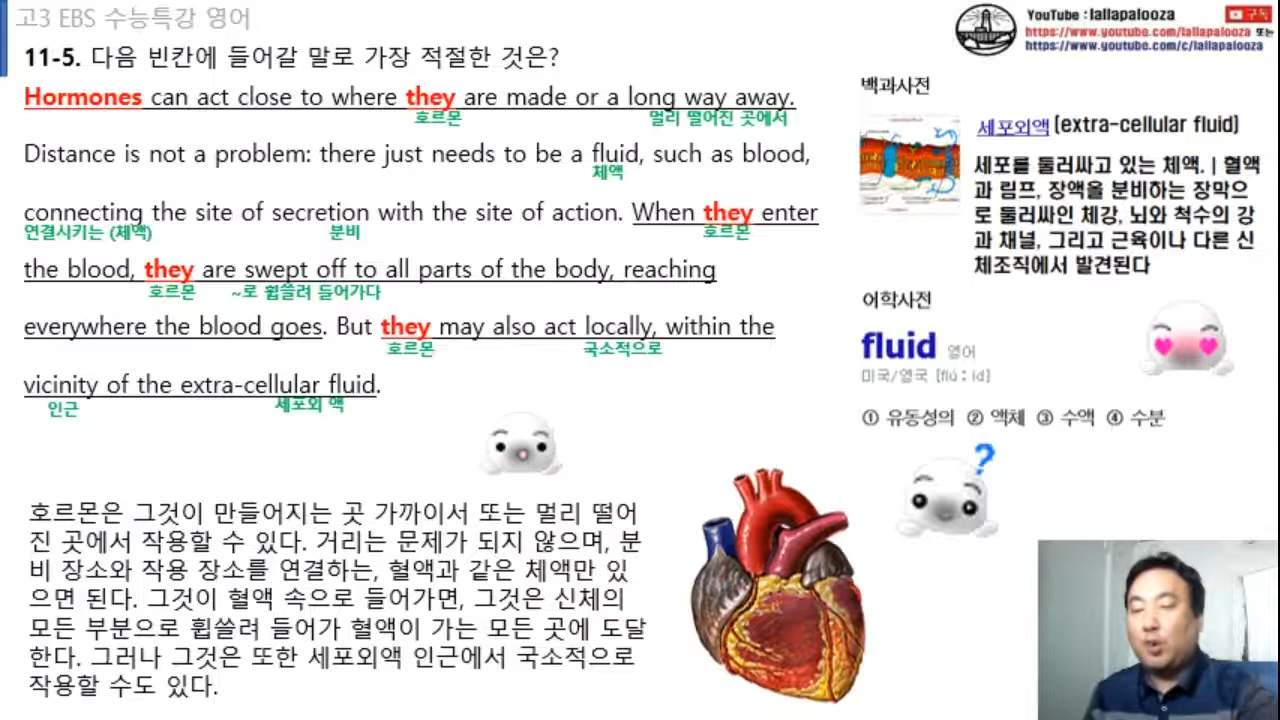 고3 EBS 수능특강 영어
11-5. 다음 빈칸에 들어갈 말로 가장 적절한 것은?
Hormones can act close to where they are made or a long way away.
호르몬 멀리 떨어진 곳에서
Distance is not a problem: there just needs to be a fluid, such as blood,
체액
connecting the site of secretion with the site of action. When they enter
연결시키는 (체액) 분비 호르몬
the blood, they are swept off to all parts of the body, reaching
호르몬 ~로 휩쓸려 들어가다
everywhere the blood goes. But they may also act locally, within the
호르몬 국소적으로
vicinity of the extra-cellular fluid.
인근 세포외 액
호르몬은 그것이 만들어지는 곳 가까이서 또는 멀리 떨어
진 곳에서 작용할 수 있다. 거리는 문제가 되지 않으며, 분
비 장소와 작용 장소를 연결하는, 혈액과 같은 체액만 있
으면 된다. 그것이 혈액 속으로 들어가면, 그것은 신체의
모든 부분으로 휩쓸려 들어가 혈액이 가는 모든 곳에 도달
한다. 그러나 그것은 또한 세포외액 인근에서 국소적으로
작용할 수도 있다.
YouTube : lallapalooza
구독
https://www.youtube.com/lallapalooza 또는
https://www.youtube.com/c/lallapalooza
백과사전
세포외액 (extra-cellular fluid)
세포를 둘러싸고 있는 체액. | 혈액
과 림프, 장액을 분비하는 장막으
로 둘러싸인 체강, 뇌와 척수의 강
과 채널, 그리고 근육이나 다른 신
체조직에서 발견된다
어학사전
fluid 영어
미국/영국 [flúːid]
① 유동성의 ② 액체 ③ 수액 ④ 수분
?